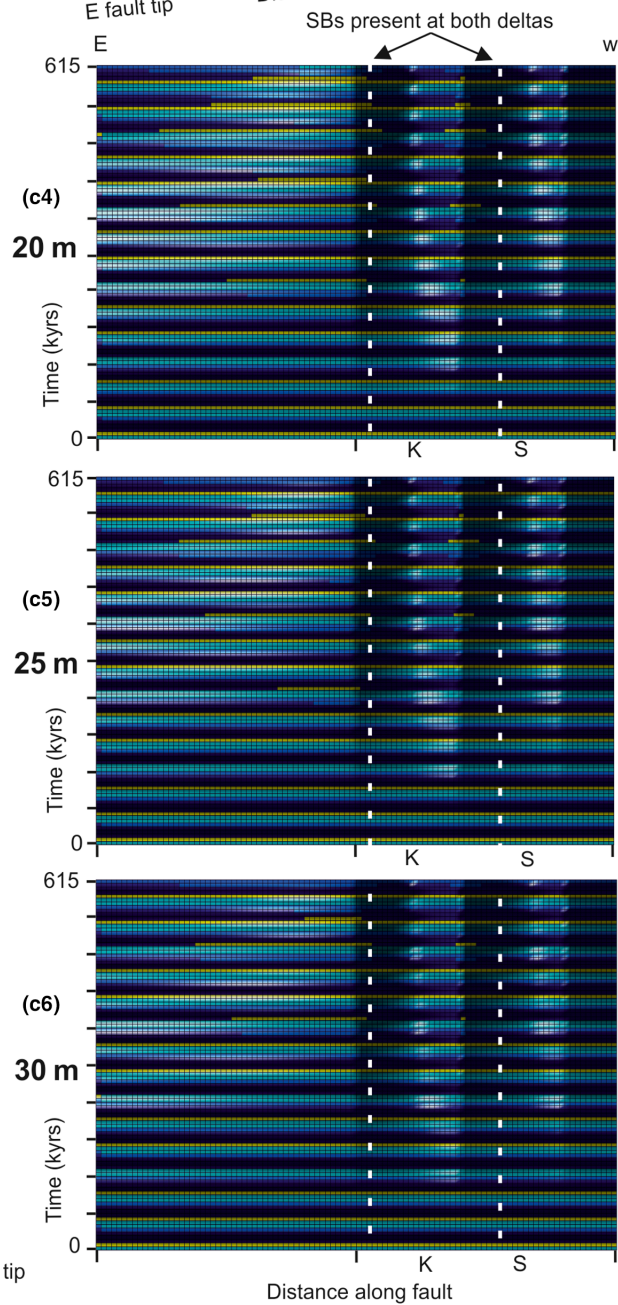 E fault tip
SBs present at both deltas
E
w
615
(c4)
20 m
Time (kyrs)
0
K
S
615
(c5)
25 m
Time (kyrs)
0
K
S
615
(c6)
30 m
Time (kyrs)
0
K
S
tip
Distance along fault